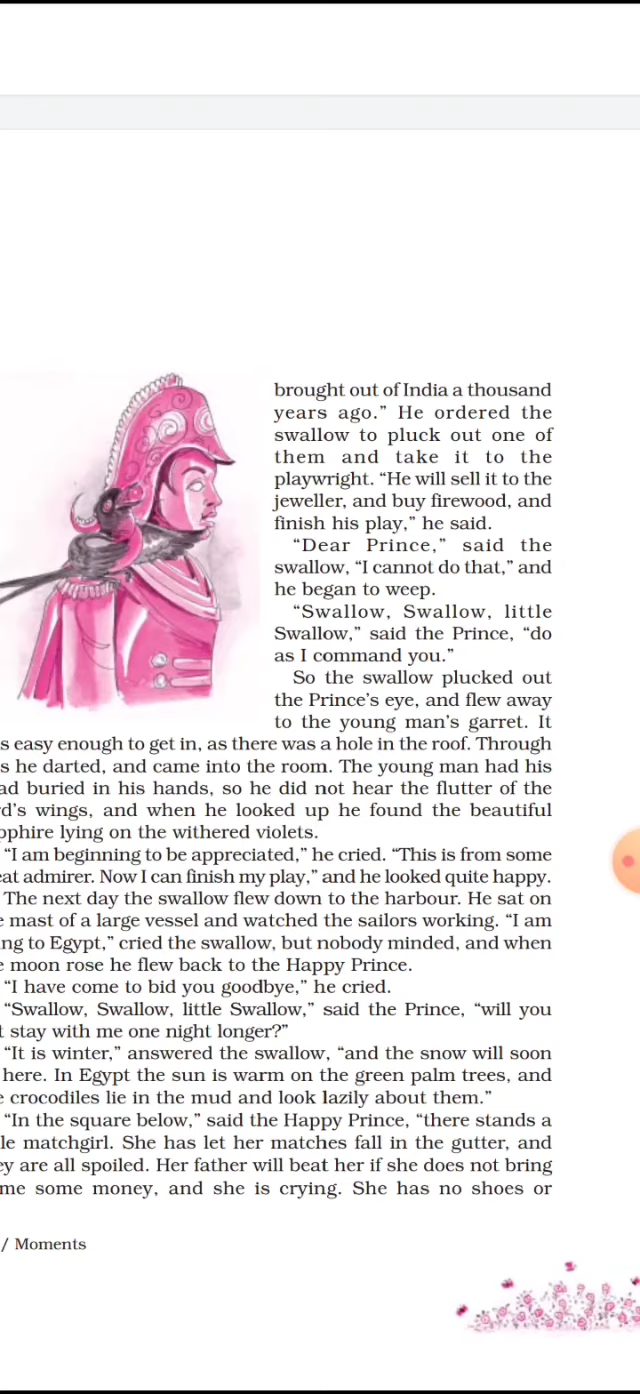 brought out of India a thousand
years ago.” He ordered the
swallow to pluck out one of
them and take it to the
playwright. “He will sell it to the
jeweller, and buy firewood, and
finish his play,” he said.
“Dear Prince,” said the
swallow, “I cannot do that,” and
he began to weep.
“Swallow, Swallow, little
Swallow,” said the Prince, “do
as I command you.”
So the swallow plucked out
the Prince’s eye, and flew away
to the young man’s garret. It
s easy enough to get in, as there was a hole in the roof. Through
s he darted, and came into the room. The young man had his
ad buried in his hands, so he did not hear the flutter of the
d’s wings, and when he looked up he found the beautiful
pphire lying on the withered violets.
“I am beginning to be appreciated,” he cried. “This is from some
eat admirer. Now I can finish my play,” and he looked quite happy.
The next day the swallow flew down to the harbour. He sat on
e mast of a large vessel and watched the sailors working. “I am
ng to Egypt,” cried the swallow, but nobody minded, and when
e moon rose he flew back to the Happy Prince.
“I have come to bid you goodbye,” he cried.
“Swallow, Swallow, little Swallow,” said the Prince, “will you
t stay with me one night longer?”
“It is winter,” answered the swallow, “and the snow will soon
here. In Egypt the sun is warm on the green palm trees, and
e crocodiles lie in the mud and look lazily about them.”
“In the square below,” said the Happy Prince, “there stands a
le matchgirl. She has let her matches fall in the gutter, and
ey are all spoiled. Her father will beat her if she does not bring
me some money, and she is crying. She has no shoes or
/ Moments